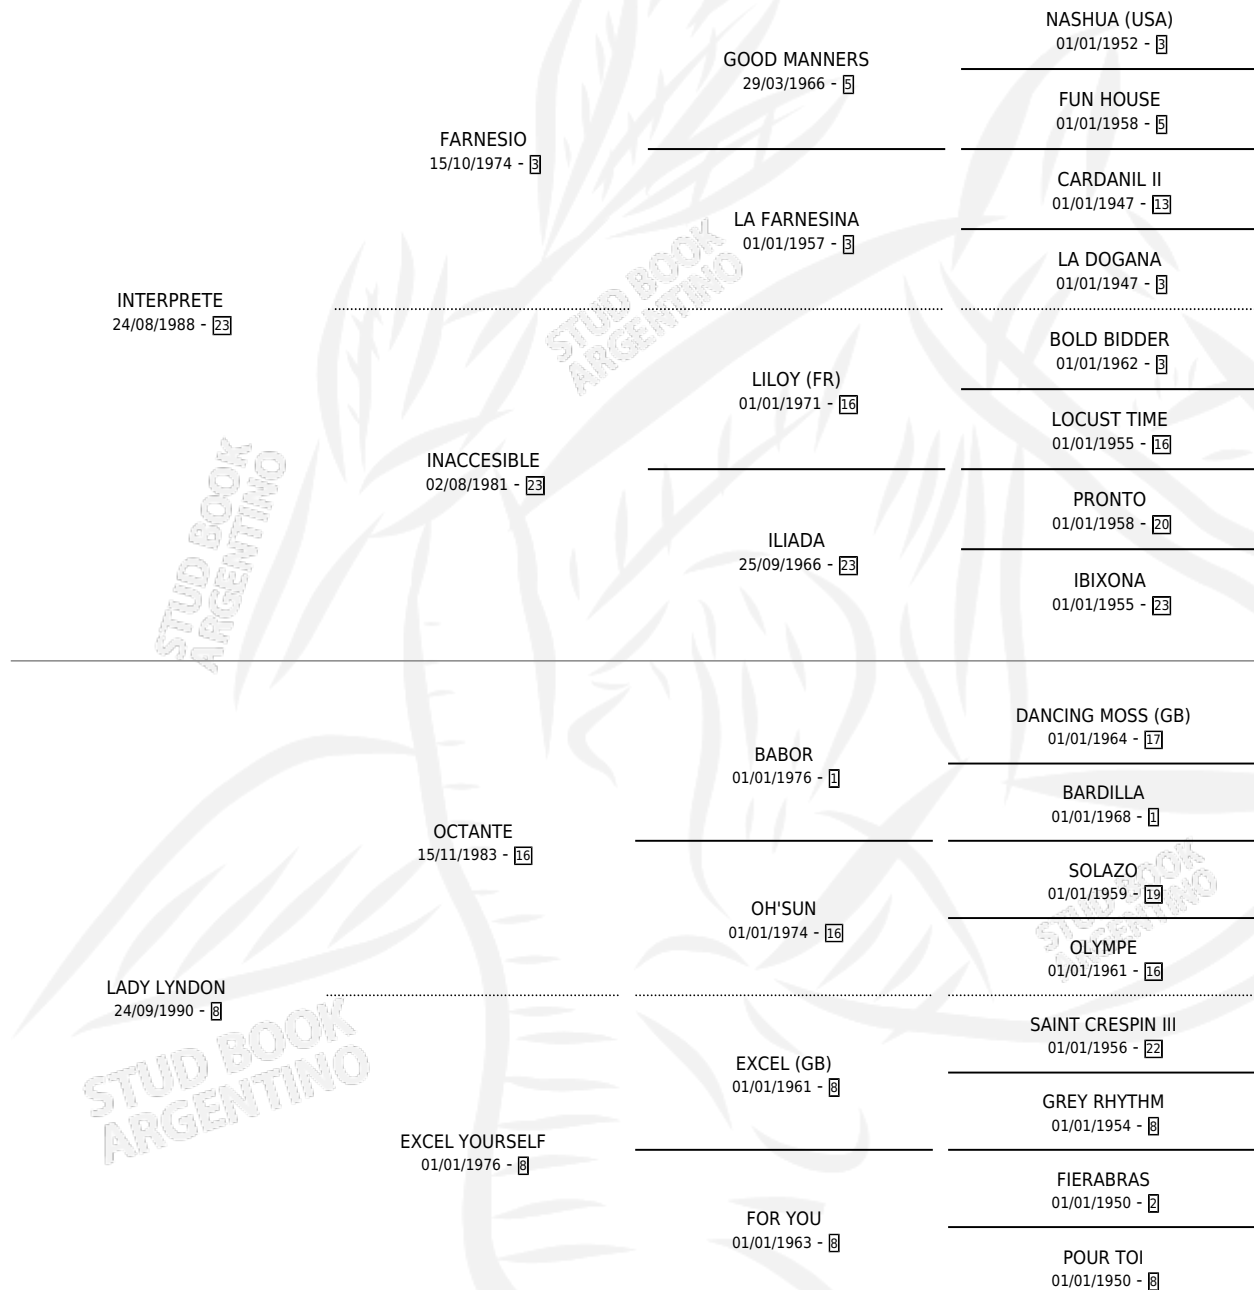 NASHUA (USA)
01/01/1952 - 3
GOOD MANNERS
29/03/1966 - 5
FUN HOUSE
01/01/1958 - 5
FARNESIO
15/10/1974 - 3
CARDANIL II
01/01/1947 - 13
LA FARNESINA
01/01/1957 - 3
LA DOGANA
01/01/1947 - 3
INTERPRETE
24/08/1988 - 23
BOLD BIDDER
01/01/1962 - 3
LILOY (FR)
01/01/1971 - 16
LOCUST TIME
01/01/1955 - 16
INACCESIBLE
02/08/1981 - 23
PRONTO
01/01/1958 - 20
ILIADA
25/09/1966 - 23
IBIXONA
01/01/1955 - 23
DANCING MOSS (GB)
01/01/1964 - 17
BABOR
01/01/1976 - 1
BARDILLA
01/01/1968 - 1
OCTANTE
15/11/1983 - 16
SOLAZO
01/01/1959 - 19
OH'SUN
01/01/1974 - 16
OLYMPE
01/01/1961 - 16
LADY LYNDON
24/09/1990 - 8
SAINT CRESPIN III
01/01/1956 - 22
EXCEL (GB)
01/01/1961 - 8
GREY RHYTHM
01/01/1954 - 8
EXCEL YOURSELF
01/01/1976 - 8
FIERABRAS
01/01/1950 - 2
FOR YOU
01/01/1963 - 8
POUR TOI
01/01/1950 - 8
STUD BOOK
ARGENTINO
STUD BOOK
ARGENTINO
STUD BOOK
ARGENTINO
STUD BOOK
ARGENTINO